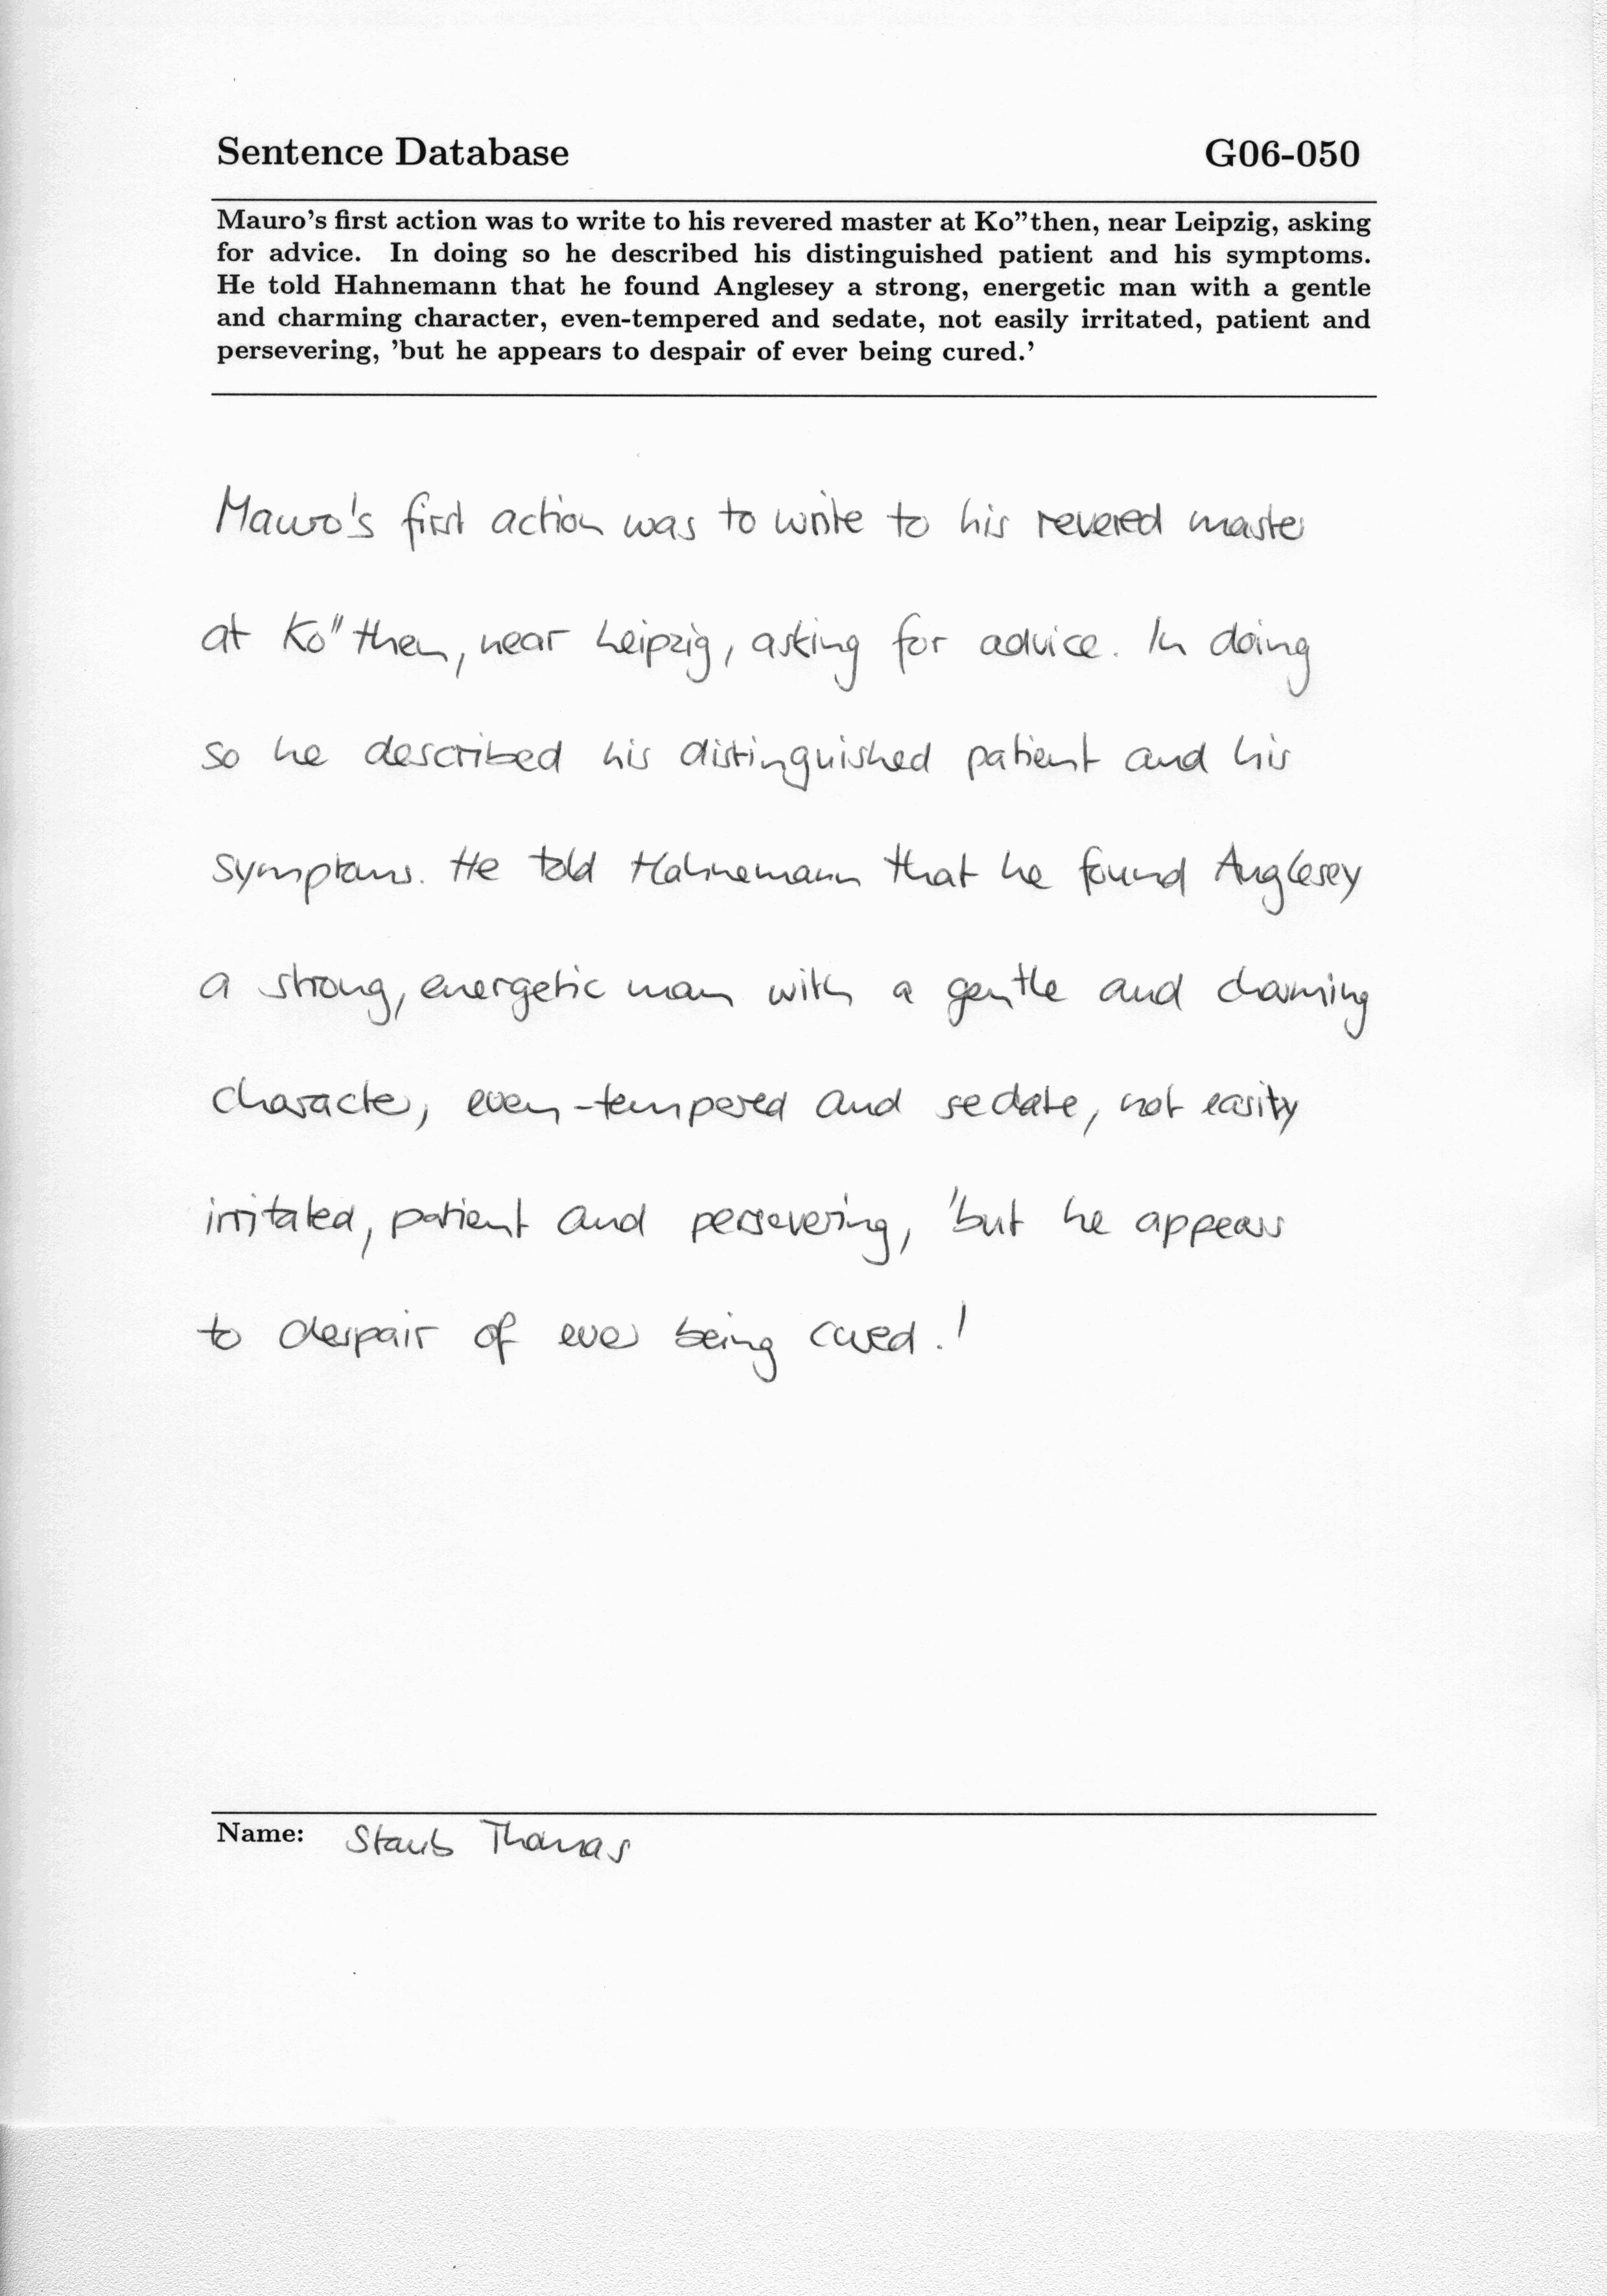 Sentence Database G06-050
Mauro's first action was to write to his revered master at Ko"then, near Leipzig, asking
for advice. In doing so he described his distinguished patient and his symptoms.
He told Hahnemann that he found Anglesey a strong, energetic man with a gentle
and charming character, even-tempered and sedate, not easily irritated, patient and
persevering, 'but he appears to despair of ever being cured.'
Mauro's first action was to write to his revered master
at Ko"then, near Leipzig, asking for advice. In doing
so he described his distinguished patient and his
symptoms. He told Hahnemann that he found Anglesey
a strong, energetic man with a gentle and charming
character, even-tempered and sedate, not easily
irritated, patient and persevering, 'but he appears
to despair of ever being cured.'
Name: Staub Thomas